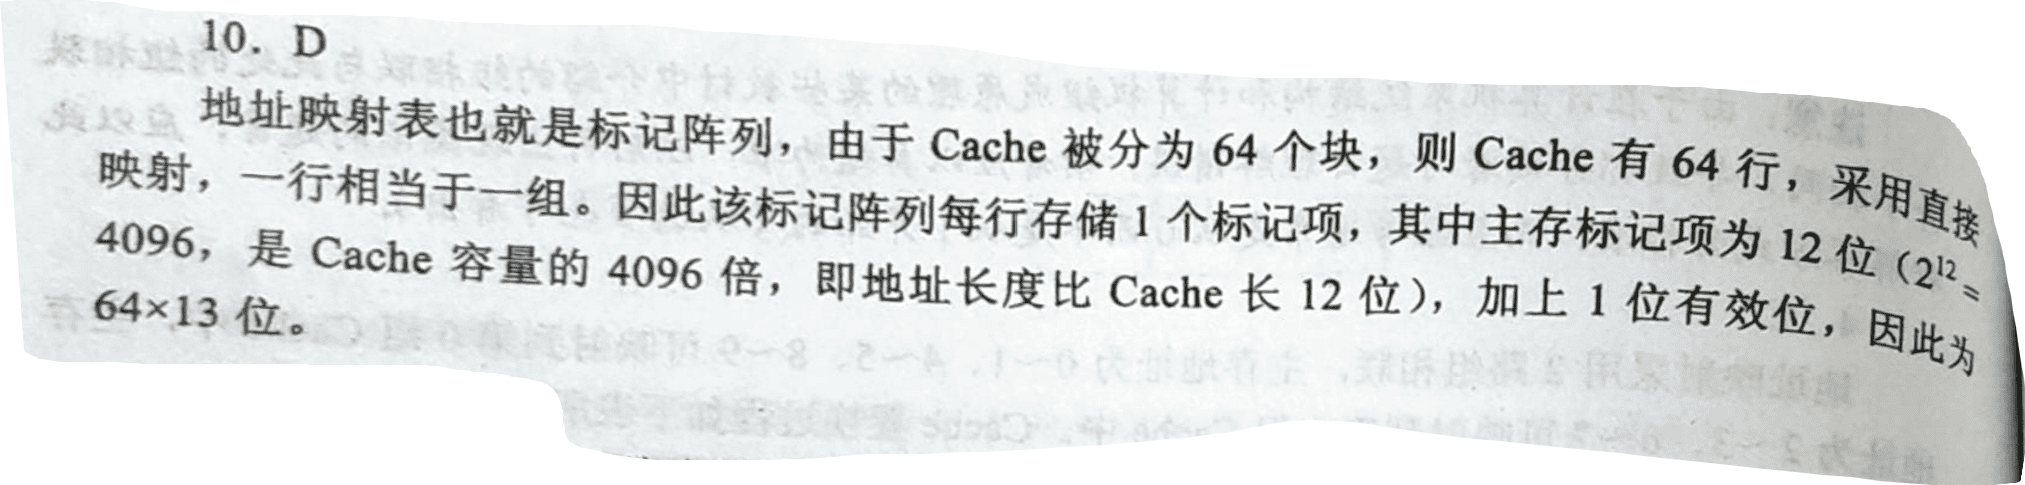 10. D
地址映射表也就是标记阵列，由于 Cache 被分为 64 个块，则 Cache 有 64 行，采用直接
映射，一行相当于一组。因此该标记阵列每行存储 1 个标记项，其中主存标记项为 12 位（2¹²=
4096，是 Cache 容量的 4096 倍，即地址长度比 Cache 长 12 位），加上 1 位有效位，因此为
64×13 位。